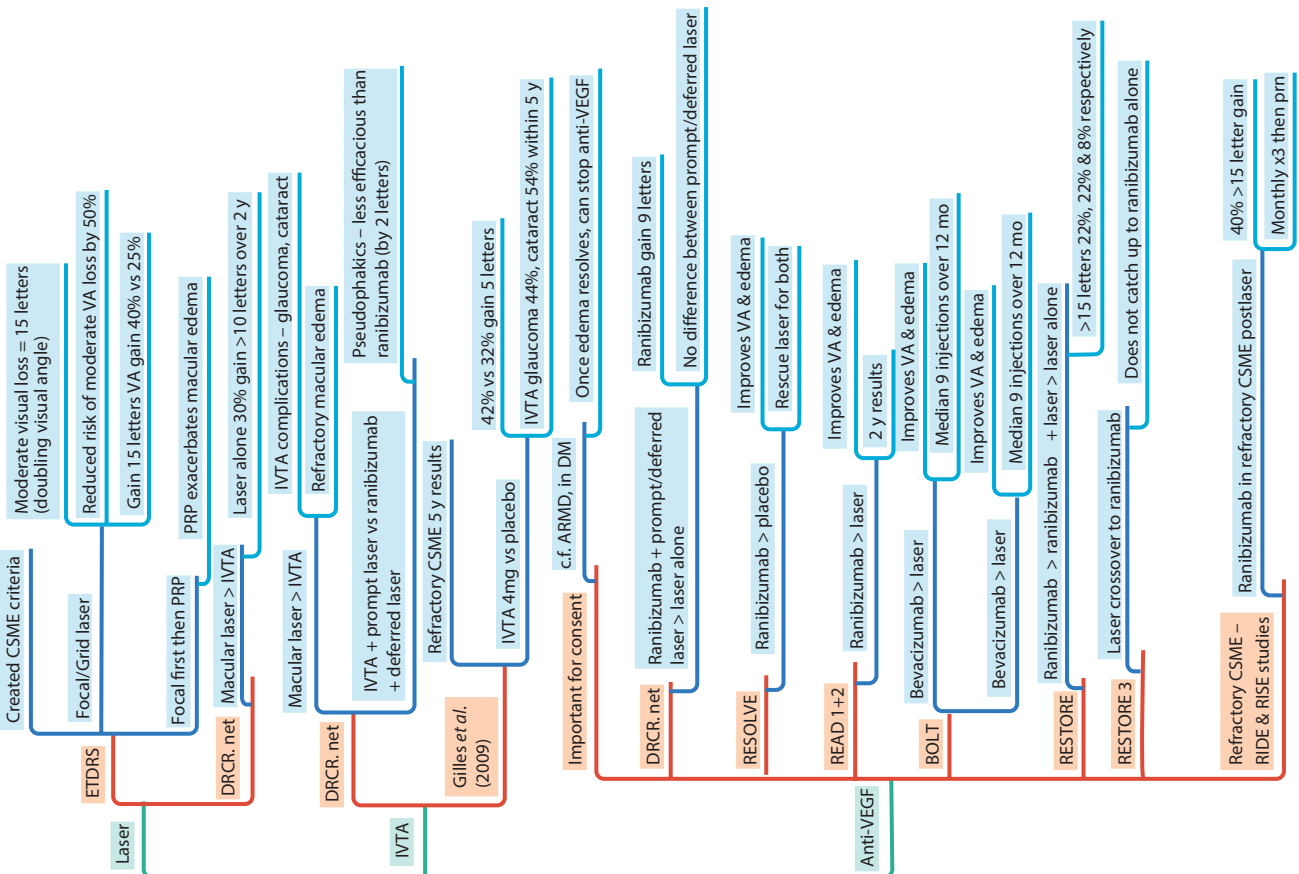 Laser
ETDRS
Created CSME criteria
Focal/Grid laser
Moderate visual loss = 15 letters
(doubling visual angle)
Reduced risk of moderate VA loss by 50%
Gain 15 letters VA gain 40% vs 25%
Focal first then PRP
PRP exacerbates macular edema
DRCR. net
Macular laser > IVTA
Laser alone 30% gain >10 letters over 2 y
IVTA
DRCR. net
Macular laser > IVTA
IVTA complications – glaucoma, cataract
Refractory macular edema
IVTA + prompt laser vs ranibizumab
+ deferred laser
Pseudophakics – less efficacious than
ranibizumab (by 2 letters)
Gilles et al.
(2009)
Refractory CSME 5 y results
IVTA 4mg vs placebo
42% vs 32% gain 5 letters
IVTA glaucoma 44%, cataract 54% within 5 y
Anti-VEGF
Important for consent
c.f. ARMD, in DM
Once edema resolves, can stop anti-VEGF
DRCR. net
Ranibizumab + prompt/deferred
laser > laser alone
Ranibizumab gain 9 letters
No difference between prompt/deferred laser
RESOLVE
Ranibizumab > placebo
Improves VA & edema
Rescue laser for both
READ 1+2
Ranibizumab > laser
Improves VA & edema
2 y results
BOLT
Bevacizumab > laser
Improves VA & edema
Median 9 injections over 12 mo
Bevacizumab > laser
Improves VA & edema
Median 9 injections over 12 mo
RESTORE
Ranibizumab > ranibizumab + laser > laser alone
>15 letters 22%, 22% & 8% respectively
RESTORE 3
Laser crossover to ranibizumab
Does not catch up to ranibizumab alone
Refractory CSME –
RIDE & RISE studies
Ranibizumab in refractory CSME postlaser
40% >15 letter gain
Monthly x3 then prn